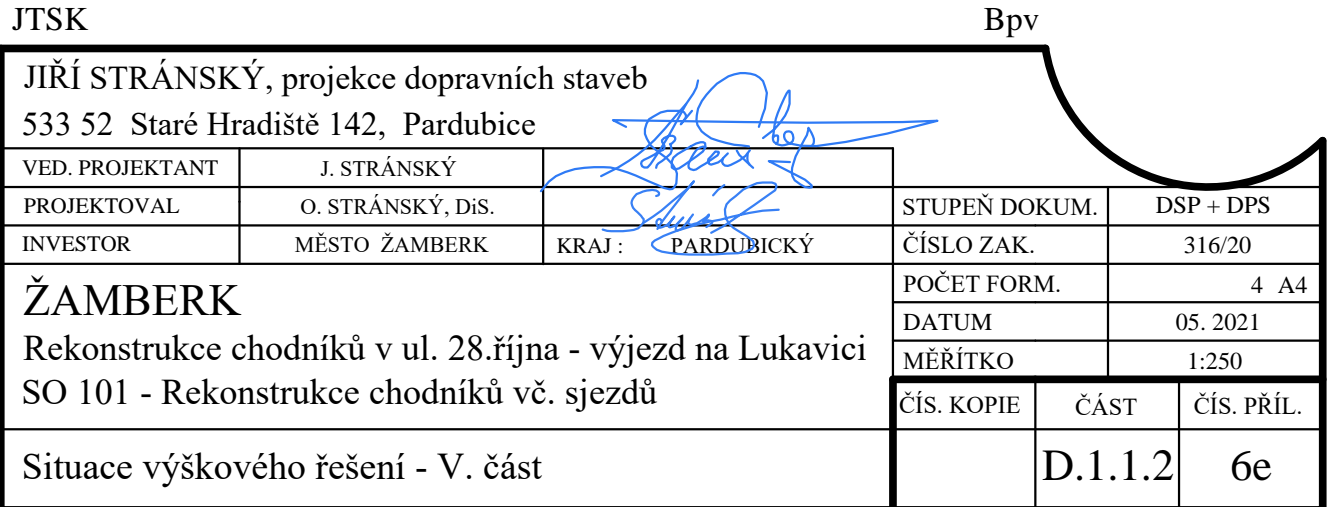 JTSK Bpv
JIŘÍ STRÁNSKÝ, projekce dopravních staveb
533 52 Staré Hradiště 142, Pardubice
VED. PROJEKTANT J. STRÁNSKÝ
PROJEKTOVAL O. STRÁNSKÝ, DiS. STUPEŇ DOKUM. DSP + DPS
INVESTOR MĚSTO ŽAMBERK KRAJ : PARDUBICKÝ ČÍSLO ZAK. 316/20
POČET FORM. 4 A4
ŽAMBERK
DATUM 05. 2021
Rekonstrukce chodníků v ul. 28.října - výjezd na Lukavici
MĚŘÍTKO 1:250
SO 101 - Rekonstrukce chodníků vč. sjezdů
ČÍS. KOPIE ČÁST ČÍS. PŘÍL.
Situace výškového řešení - V. část D.1.1.2 6e